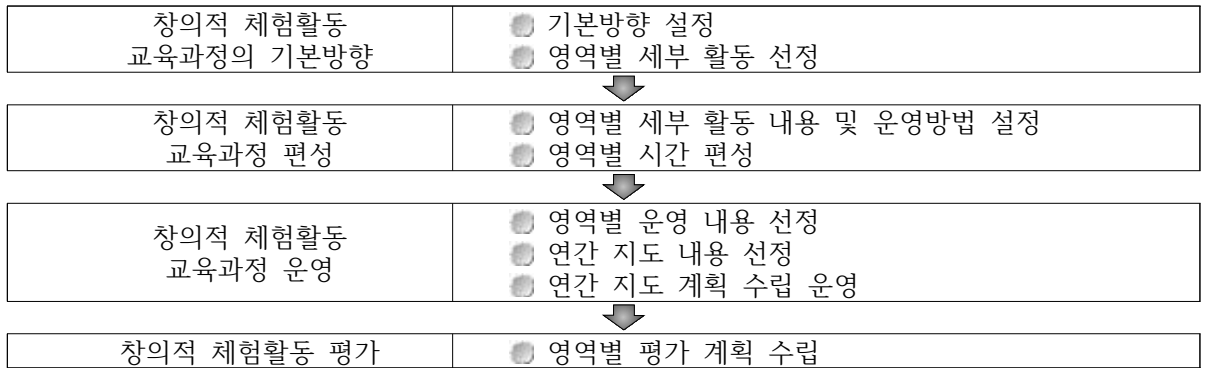 창의적 체험활동
교육과정의 기본방향
기본방향 설정
영역별 세부 활동 선정
창의적 체험활동
교육과정 편성
영역별 세부 활동 내용 및 운영방법 설정
영역별 시간 편성
창의적 체험활동
교육과정 운영
영역별 운영 내용 선정
연간 지도 내용 선정
연간 지도 계획 수립 운영
창의적 체험활동 평가
영역별 평가 계획 수립